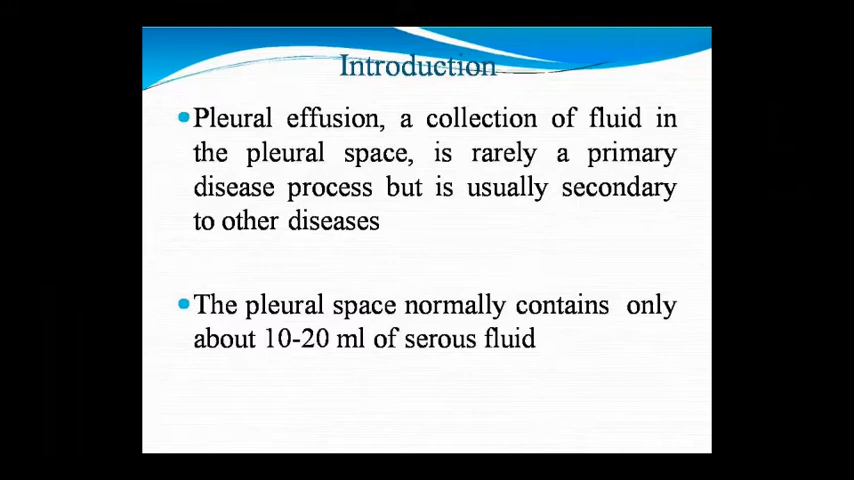 Introduction
Pleural effusion, a collection of fluid in
the pleural space, is rarely a primary
disease process but is usually secondary
to other diseases
The pleural space normally contains only
about 10-20 ml of serous fluid